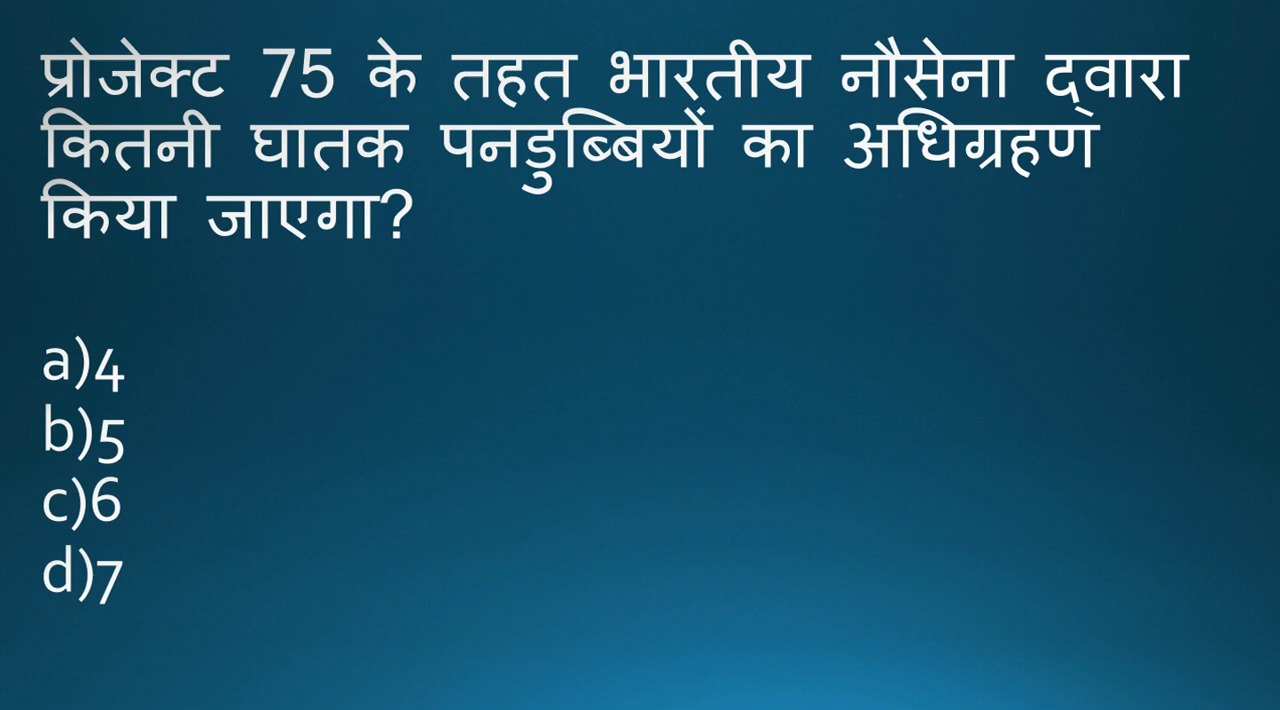 प्रोजेक्ट 75 के तहत भारतीय नौसेना द्वारा
कितनी घातक पनडुब्बियों का अधिग्रहण
किया जाएगा?
a)4
b)5
c)6
d)7